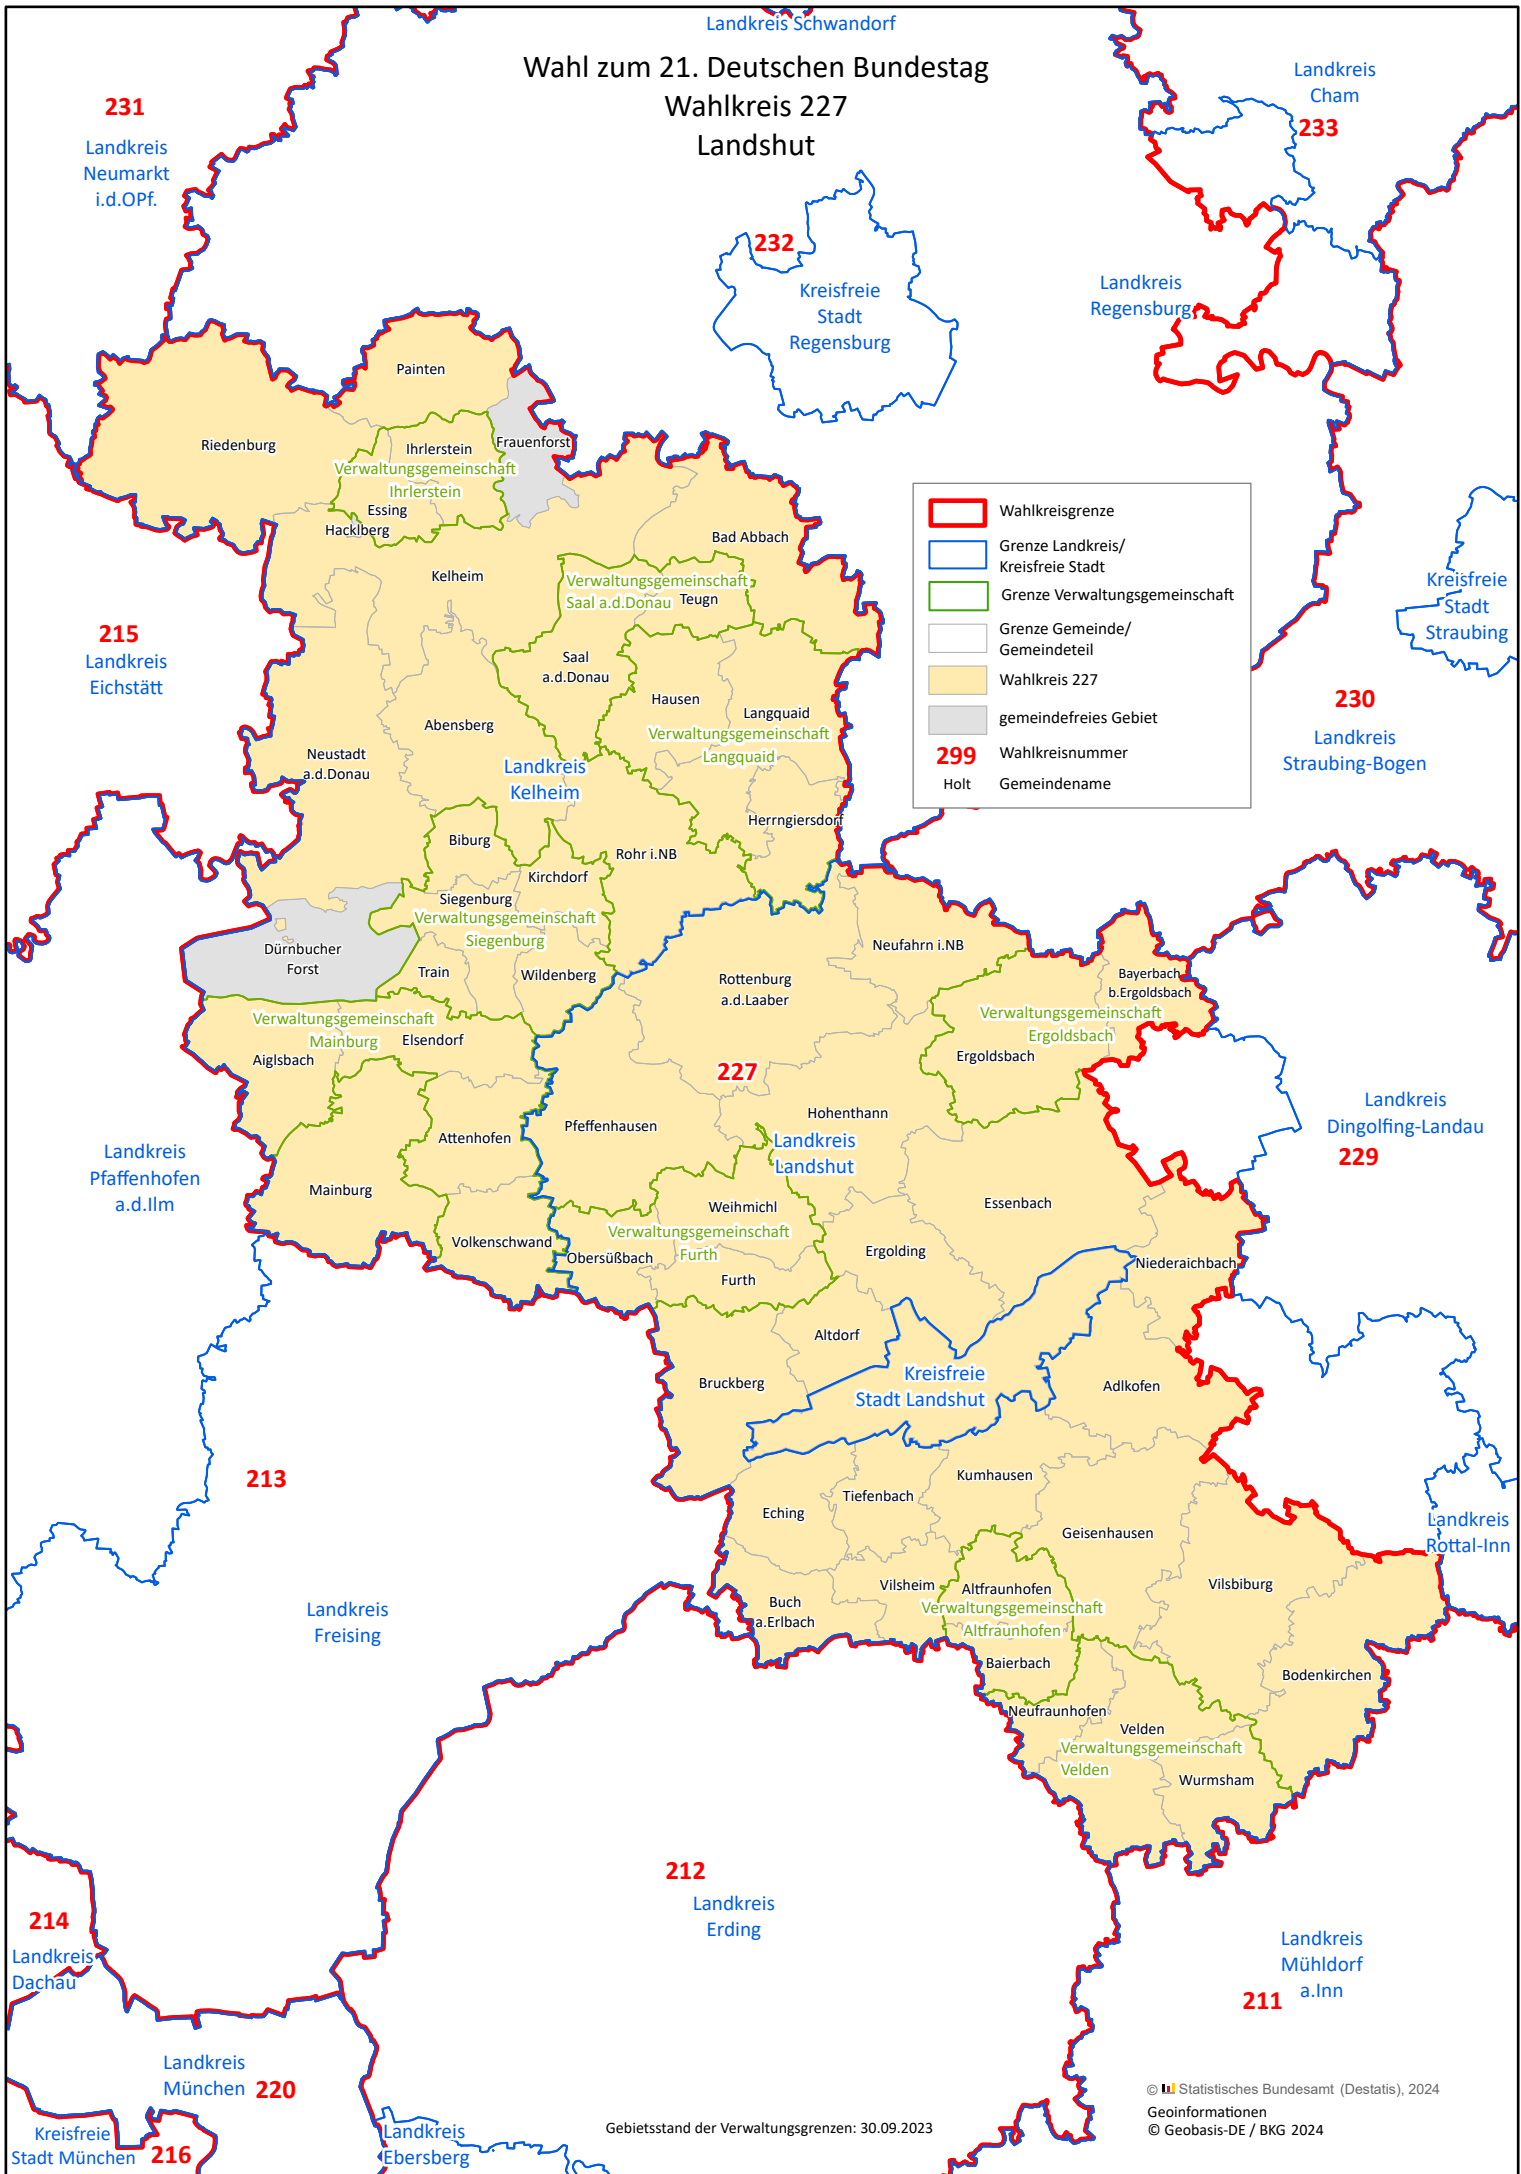 Landkreis Schwandorf
Wahl zum 21. Deutschen Bundestag
Wahlkreis 227
Landshut
231
Landkreis
Neumarkt
i.d.OPf.
Landkreis
Cham
233
232
Kreisfreie
Stadt
Regensburg
Landkreis
Regensburg
Painten
Riedenburg
Ihrlerstein
Frauenforst
Verwaltungsgemeinschaft
Ihrlerstein
Essing
Hacklberg
Bad Abbach
Kelheim
Verwaltungsgemeinschaft
Saal a.d.Donau
Teugn
Wahlkreisgrenze
Grenze Landkreis/
Kreisfreie Stadt
Grenze Verwaltungsgemeinschaft
Grenze Gemeinde/
Gemeindeteil
Wahlkreis 227
gemeindefreies Gebiet
299
Wahlkreisnummer
Holt
Gemeindename
Kreisfreie
Stadt
Straubing
215
Landkreis
Eichstätt
Saal
a.d.Donau
Hausen
Langquaid
Verwaltungsgemeinschaft
Langquaid
Abensberg
Neustadt
a.d.Donau
Landkreis
Kelheim
230
Landkreis
Straubing-Bogen
Herrngiersdorf
Biburg
Rohr i.NB
Kirchdorf
Siegenburg
Verwaltungsgemeinschaft
Siegenburg
Dürnbucher
Forst
Train
Wildenberg
Neufahrn i.NB
Rottenburg
a.d.Laaber
Bayerbach
b.Ergoldsbach
Verwaltungsgemeinschaft
Ergoldsbach
Ergoldsbach
Verwaltungsgemeinschaft
Mainburg
Elsendorf
Aiglsbach
227
Hohenthann
Landkreis
Landshut
Pfeffenhausen
Attenhofen
Landkreis
Dingolfing-Landau
229
Landkreis
Pfaffenhofen
a.d.Ilm
Mainburg
Weihmichl
Essenbach
Verwaltungsgemeinschaft
Furth
Volkenschwand
Obersüßbach
Ergolding
Niederaichbach
Furth
Altdorf
Bruckberg
Kreisfreie
Stadt Landshut
Adlkofen
213
Kumhausen
Tiefenbach
Eching
Geisenhausen
Landkreis
Rottal-Inn
Vilsheim
Altfraunhofen
Verwaltungsgemeinschaft
Altfraunhofen
Vilsbiburg
Buch
a.Erlbach
Landkreis
Freising
Baierbach
Bodenkirchen
Neufraunhofen
Velden
Verwaltungsgemeinschaft
Velden
Wurmsham
212
Landkreis
Erding
214
Landkreis
Dachau
Landkreis
Mühldorf
a.Inn
211
Landkreis
München 220
Kreisfreie
Stadt München 216
Landkreis
Ebersberg
Gebietsstand der Verwaltungsgrenzen: 30.09.2023
© Statistisches Bundesamt (Destatis), 2024
Geoinformationen
© Geobasis-DE / BKG 2024